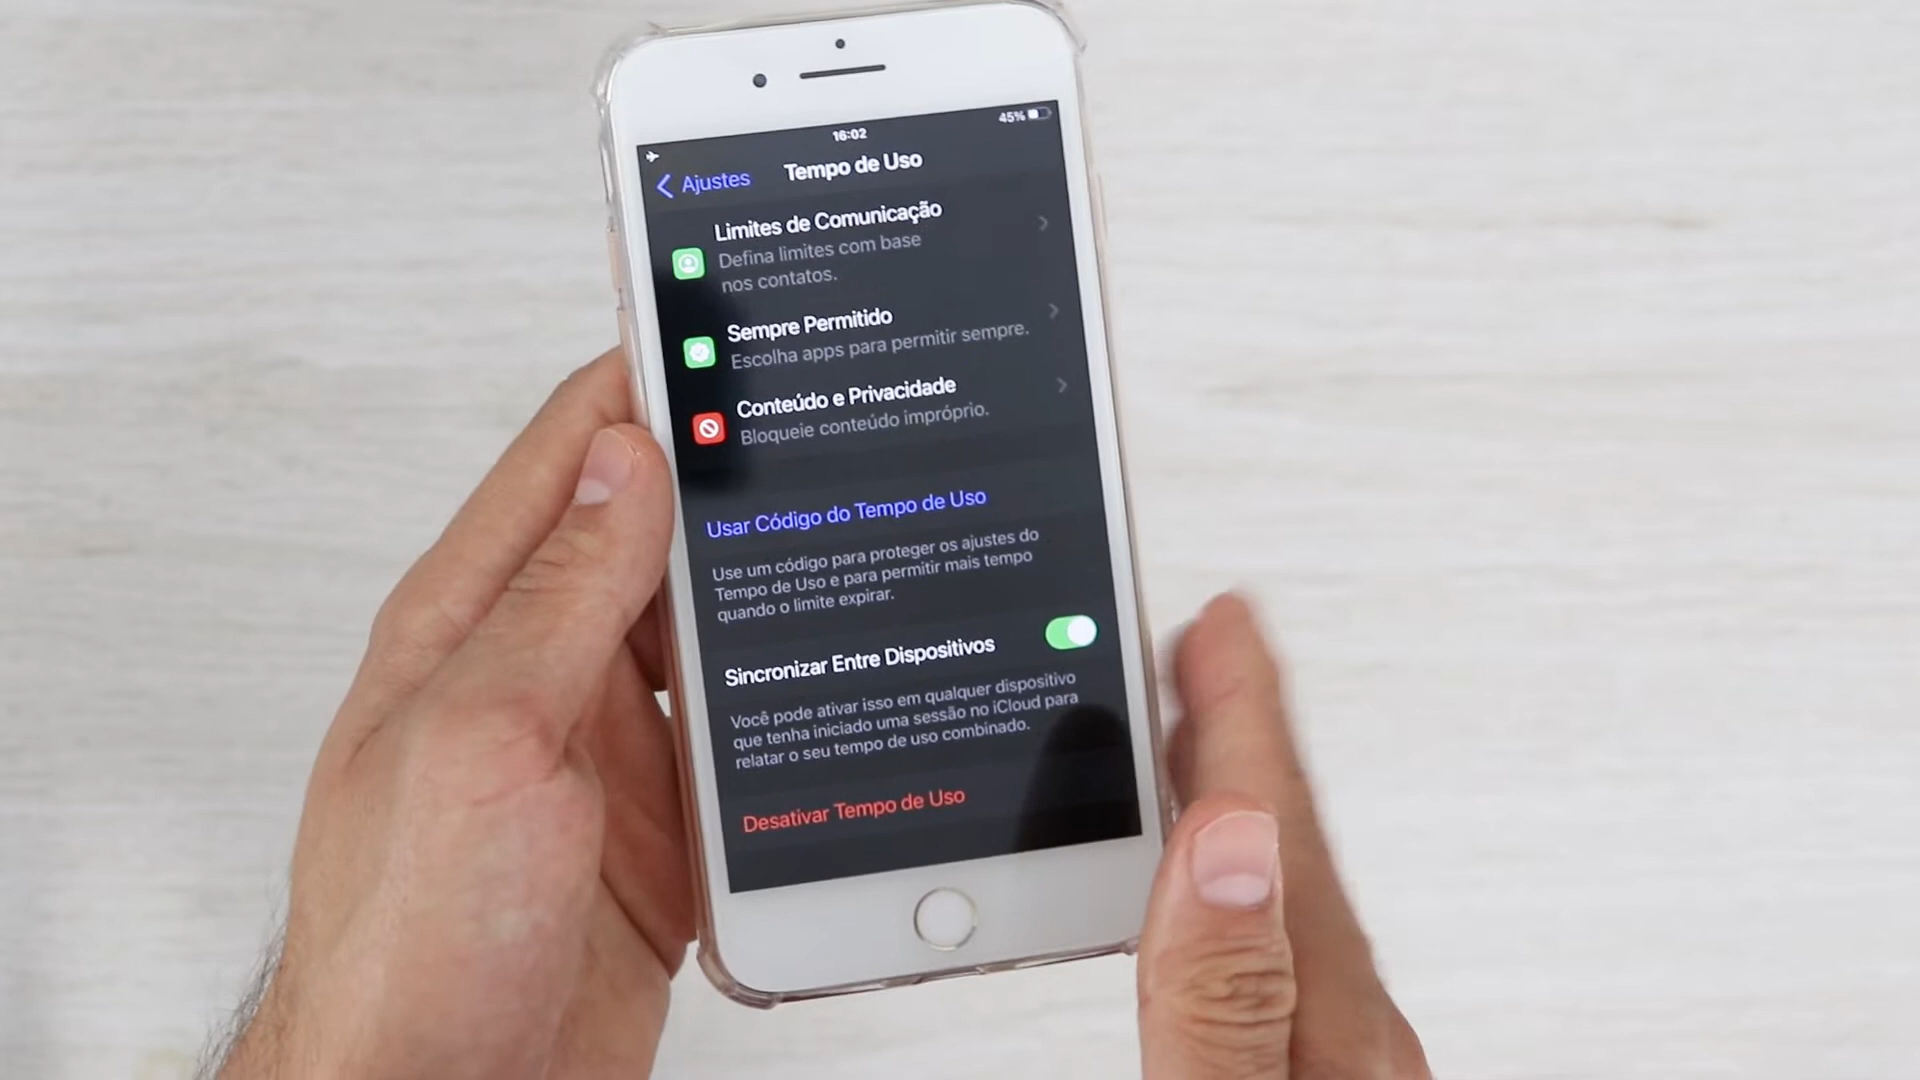 16:02
45%
Ajustes
Tempo de Uso
Limites de Comunicação
Defina limites com base
nos contatos.
Sempre Permitido
Escolha apps para permitir sempre.
Conteúdo e Privacidade
Bloqueie conteúdo impróprio.
Usar Código do Tempo de Uso
Use um código para proteger os ajustes do
Tempo de Uso e para permitir mais tempo
quando o limite expirar.
Sincronizar Entre Dispositivos
Você pode ativar isso em qualquer dispositivo
que tenha iniciado uma sessão no iCloud para
relatar o seu tempo de uso combinado.
Desativar Tempo de Uso